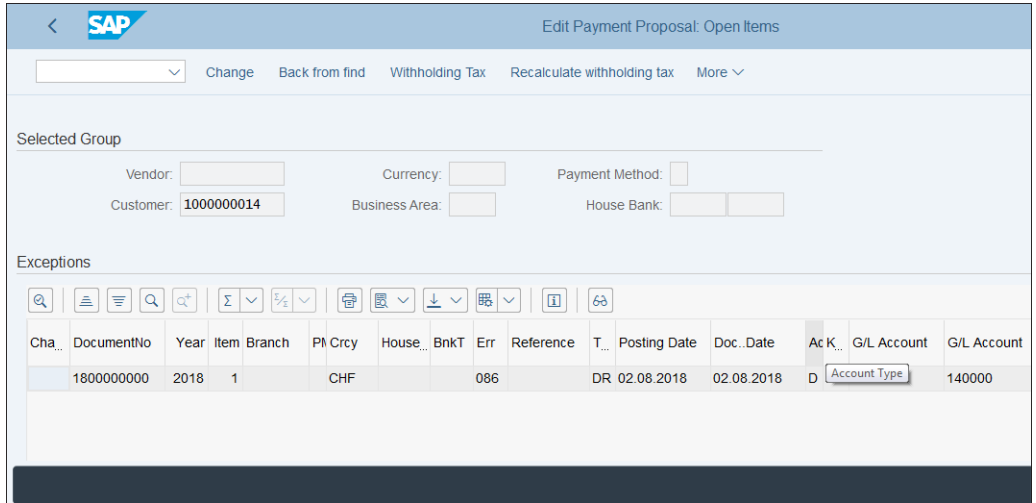 SAP Edit Payment Proposal: Open Items
Change Back from find Withholding Tax Recalculate withholding tax More
Selected Group
Vendor: Currency: Payment Method:
Customer: 1000000014 Business Area: House Bank:
Exceptions
Cha... DocumentNo Year Item Branch PM Crcy House... BnkT Err Reference T... Posting Date Doc..Date Ac K... G/L Account G/L Account
1800000000 2018 1 CHF 086 DR 02.08.2018 02.08.2018 D Account Type 140000